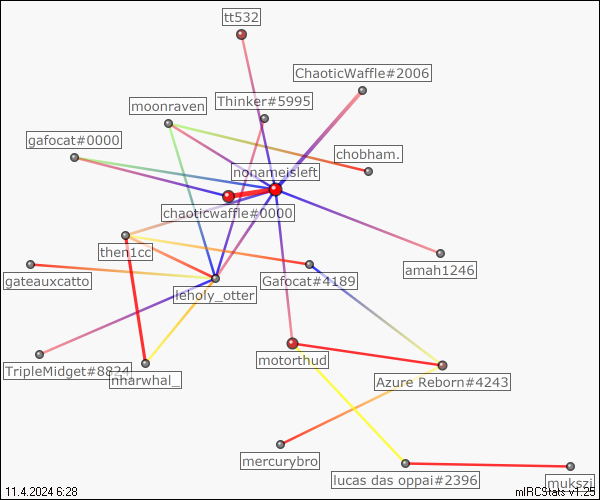 tt532
ChaoticWaffle#2006
Thinker#5995
moonraven
gafocat#0000
chobham.
nonameisleft
chaoticwaffle#0000
then1cc
amah1246
gateauxcatto
Gafocat#4189
leholy_otter
motorthud
TripleMidget#8824
nharwhal_
Azure Reborn#4243
mercurybro
lucas das oppai#2396
mukszi
11.4.2024 6:28
mIRCStats v1.25